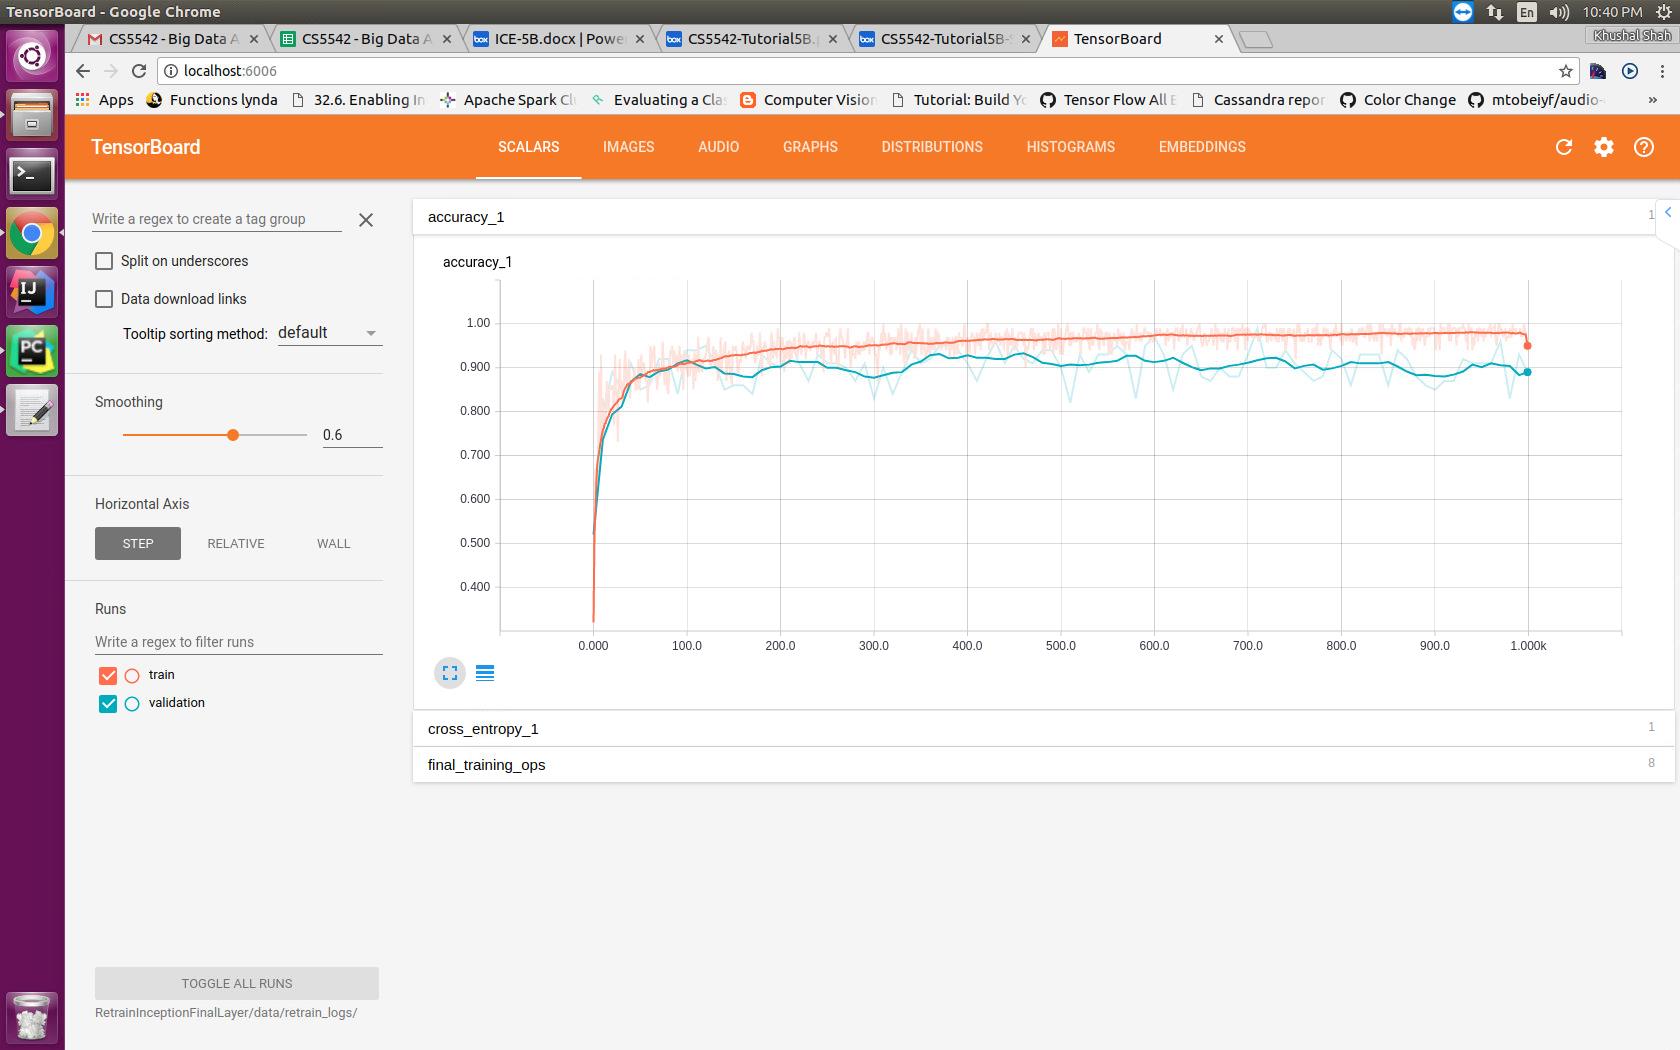 TensorBoard - Google Chrome
En
10:40 PM
CS5542 - Big Data A
CS5542 - Big Data A
ICE-5B.docx | Powe
CS5542-Tutorial5B.
CS5542-Tutorial5B-
TensorBoard
Khushal Shah
localhost:6006
Apps
Functions lynda
32.6. Enabling In
Apache Spark Clu
Evaluating a Clas
Computer Vision
Tutorial: Build Yo
Tensor Flow All E
Cassandra repor
Color Change
mtobeiyf/audio-
»
TensorBoard
SCALARS
IMAGES
AUDIO
GRAPHS
DISTRIBUTIONS
HISTOGRAMS
EMBEDDINGS
Write a regex to create a tag group
Split on underscores
Data download links
Tooltip sorting method: default
Smoothing
0.6
Horizontal Axis
STEP
RELATIVE
WALL
Runs
Write a regex to filter runs
train
validation
TOGGLE ALL RUNS
RetrainInceptionFinalLayer/data/retrain_logs/
accuracy_1
1
accuracy_1
1.00
0.900
0.800
0.700
0.600
0.500
0.400
0.000 100.0 200.0 300.0 400.0 500.0 600.0 700.0 800.0 900.0 1.000k
cross_entropy_1
1
final_training_ops
8
IJ
PC